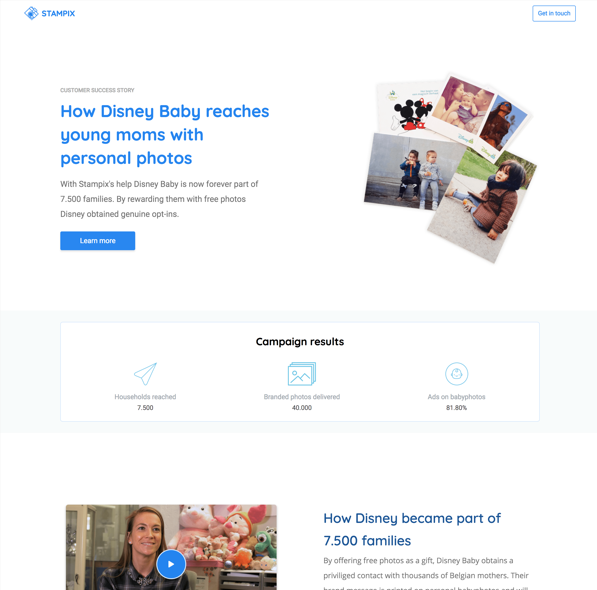 STAMPIX
Get in touch
CUSTOMER SUCCESS STORY
How Disney Baby reaches
young moms with
personal photos
With Stampix's help Disney Baby is now forever part of
7.500 families. By rewarding them with free photos
Disney obtained genuine opt-ins.
Learn more
Campaign results
Households reached
7.500
Branded photos delivered
40.000
Ads on babyphotos
81.80%
How Disney became part of
7.500 families
By offering free photos as a gift, Disney Baby obtains a
priviliged contact with thousands of Belgian mothers. Their